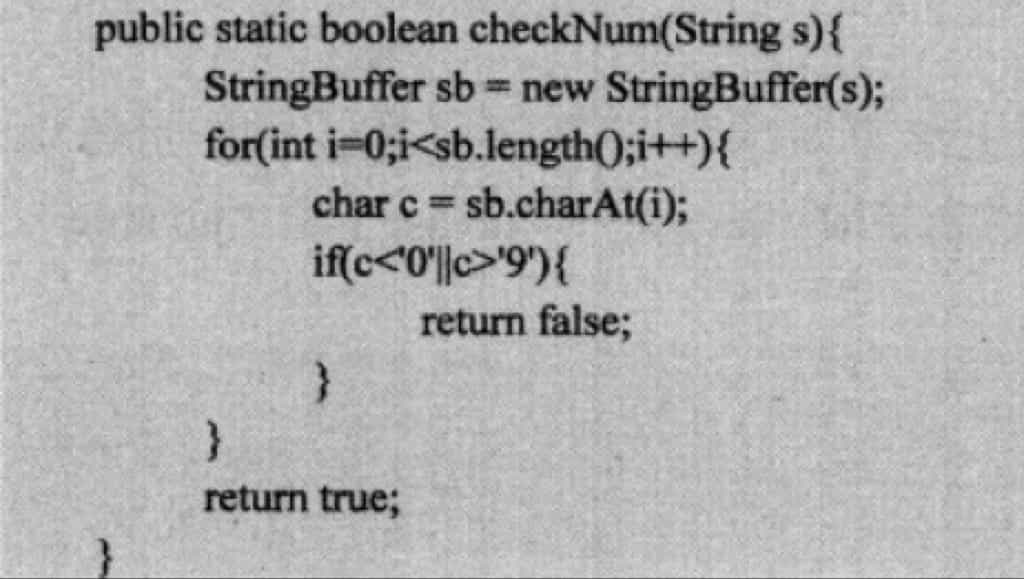 public static boolean checkNum(String s){
StringBuffer sb = new StringBuffer(s);
for(int i=0;i<sb.length();i++){
char c = sb.charAt(i);
if(c<'0'||c>'9'){
return false;
}
}
return true;
}